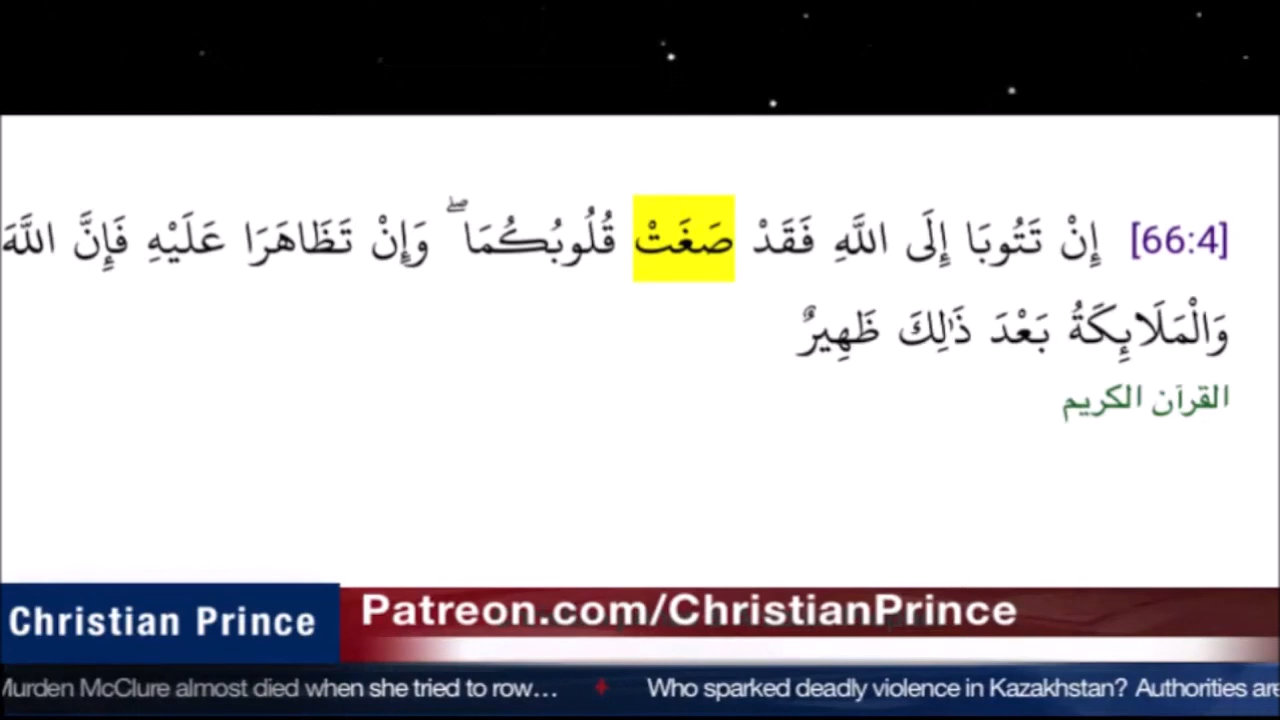 [66:4] إِنْ تَتُوبَا إِلَى اللَّهِ فَقَدْ صَغَتْ قُلُوبُكُمَا ۖ وَإِنْ تَظَاهَرَا عَلَيْهِ فَإِنَّ اللَّهَ
وَالْمَلَائِكَةُ بَعْدَ ذَٰلِكَ ظَهِيرٌ
القرآن الكريم
Christian Prince
Patreon.com/ChristianPrince
Murden McClure almost died when she tried to row… Who sparked deadly violence in Kazakhstan? Authorities are